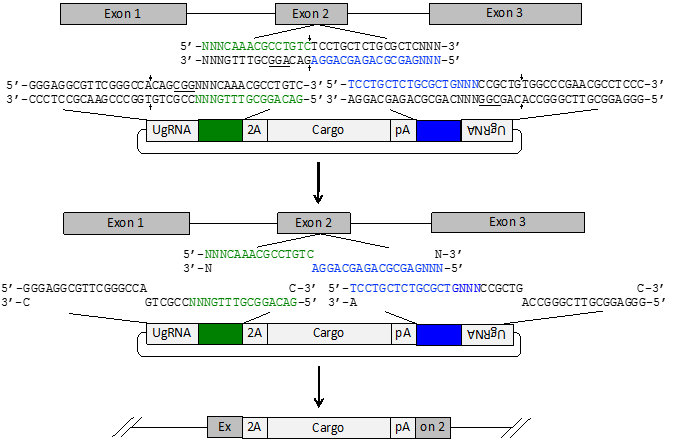 Exon 1 Exon 2 Exon 3
5’-NNNCAAACGCCTGTCTCCTGCTCTGCGCTCNNN-3’
3’-NNNGTTTGCGGACAGAGGACGAGACGCGAGNNN-5’
5’-GGGAGGCGTTCGGGCCACAGCGGNNNCAAACGCCTGTC-3’ 5’-TCCTGCTCTGCGCTGNNNCCGCTGTGGCCCGAACGCCTCCC-3’
3’-CCCTCCGCAAGCCCGGTGTCGCCNNNGTTTGCGGACAG-5’ 3’-AGGACGAGACGCGACNNNGGCGACACCGGGCTTGCGGAGGG-5’
UgRNA 2A Cargo pA UgRNA
Exon 1 Exon 2 Exon 3
5’-NNNCAAACGCCTGTC N-3’
3’-N AGGACGAGACGCGAGNNN-5’
5’-GGGAGGCGTTCGGGCCA C-3’ 5’-TCCTGCTCTGCGCTGNNNCCGCTG C-3’
3’-C GTCGCCNNNGTTTGCGGACAG-5’ 3’-A ACCGGGCTTGCGGAGGG-5’
UgRNA 2A Cargo pA UgRNA
Ex 2A Cargo pA on 2